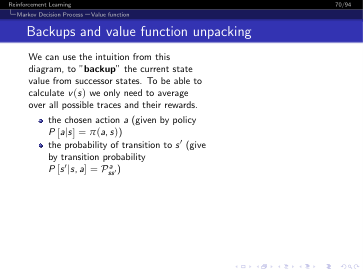 Reinforcement Learning 70/94
Markov Decision Process – Value function
Backups and value function unpacking
We can use the intuition from this
diagram, to "backup" the current state
value from successor states. To be able to
calculate v(s) we only need to average
over all possible traces and their rewards.
the chosen action a (given by policy
P [a|s] = π(a, s))
the probability of transition to s′ (give
by transition probability
P [s′|s, a] = 𝒫ᵃₛₛ′)